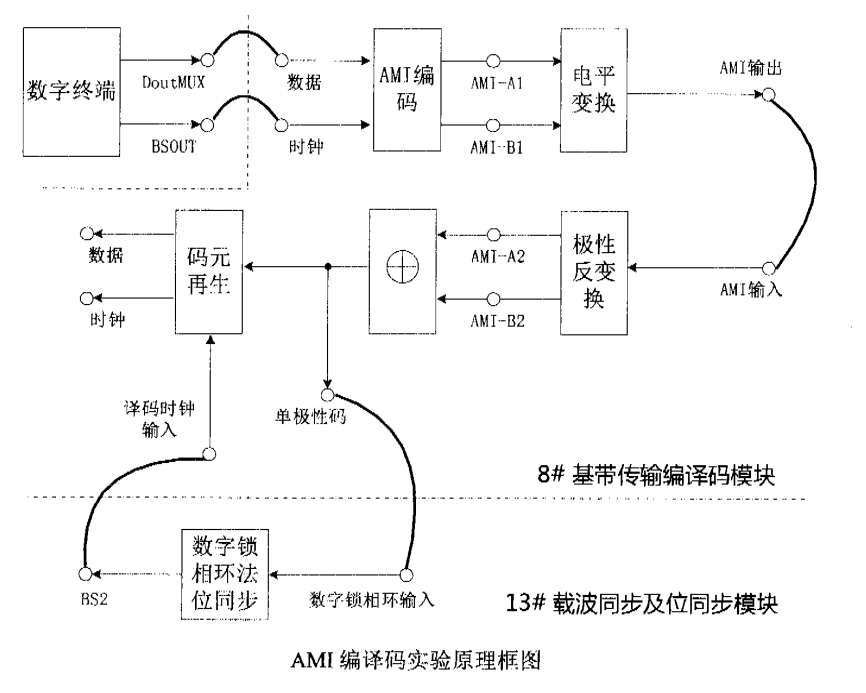 数字终端
DoutMUX
BSOUT
数据
时钟
AMI编
码
AMI-A1
AMI-B1
电平
变换
AMI输出
数据
时钟
码元
再生
AMI-A2
AMI-B2
极性
反变
换
AMI输入
译码时钟
输入
单极性码
8# 基带传输编译码模块
BS2
数字锁
相环法
位同步
数字锁相环输入
13# 载波同步及位同步模块
AMI 编译码实验原理框图